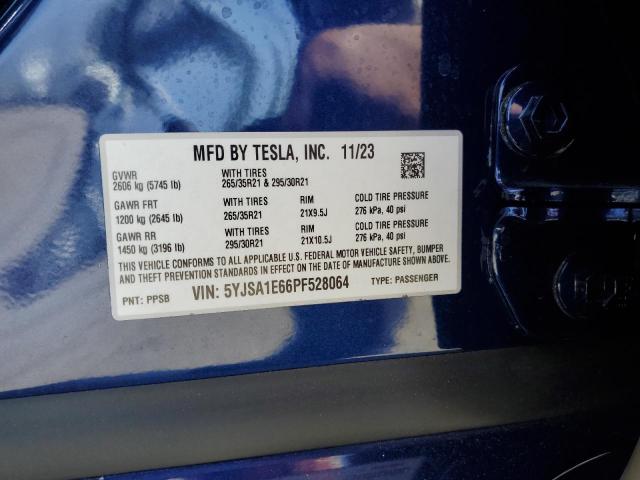 MFD BY TESLA, INC. 11/23
GVWR
2606 kg (5745 lb)
WITH TIRES
265/35R21 & 295/30R21
GAWR FRT
1200 kg (2645 lb)
WITH TIRES
265/35R21
RIM
21X9.5J
COLD TIRE PRESSURE
276 kPa, 40 psi
GAWR RR
1450 kg (3196 lb)
WITH TIRES
295/30R21
RIM
21X10.5J
COLD TIRE PRESSURE
276 kPa, 40 psi
THIS VEHICLE CONFORMS TO ALL APPLICABLE U.S. FEDERAL MOTOR VEHICLE SAFETY, BUMPER
AND THEFT PREVENTION STANDARDS IN EFFECT ON THE DATE OF MANUFACTURE SHOWN ABOVE.
PNT: PPSB
VIN: 5YJSA1E66PF528064
TYPE: PASSENGER